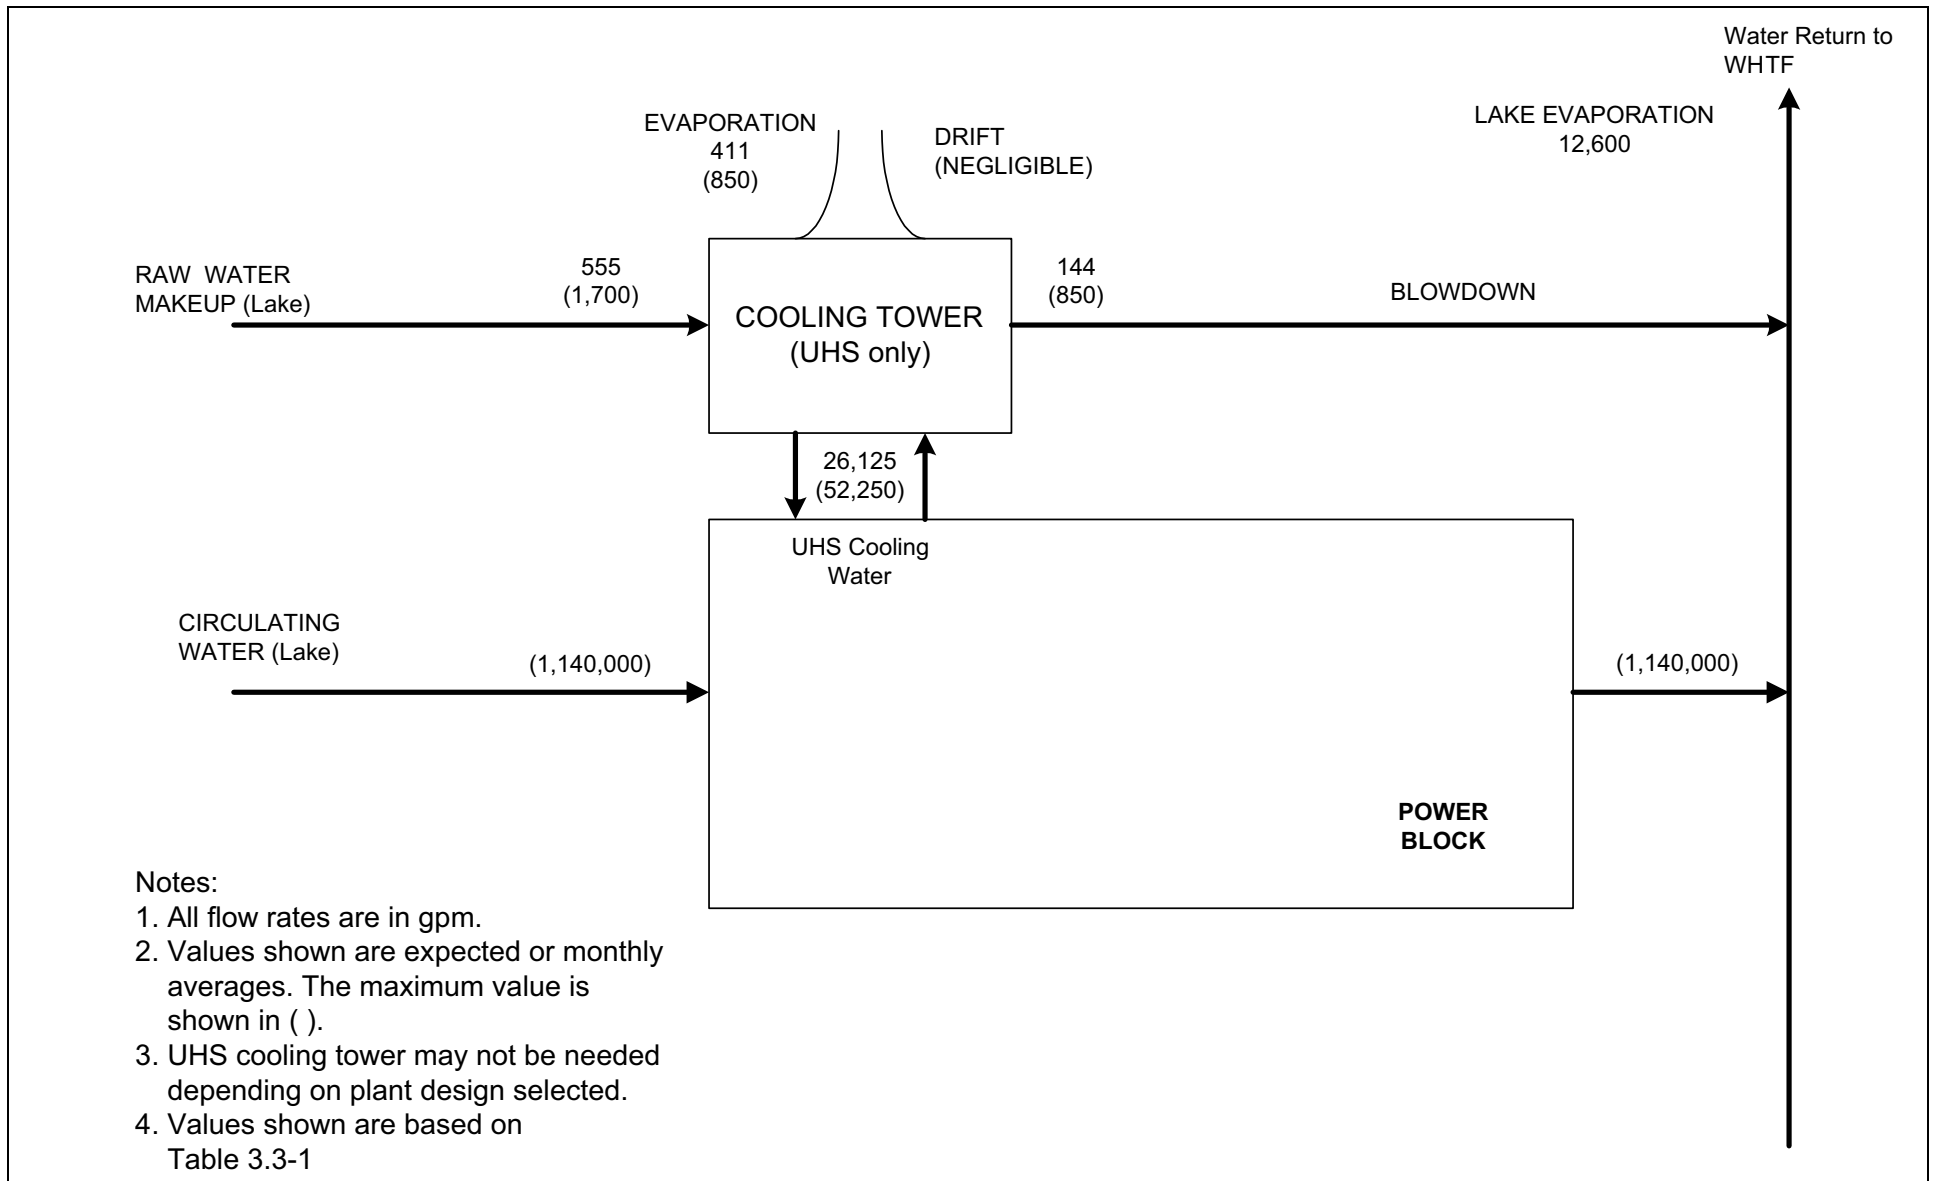 Water Return to
WHTF
LAKE EVAPORATION
12,600
EVAPORATION
411
(850)
DRIFT
(NEGLIGIBLE)
RAW WATER
MAKEUP (Lake)
555
(1,700)
COOLING TOWER
(UHS only)
144
(850)
BLOWDOWN
26,125
(52,250)
UHS Cooling
Water
CIRCULATING
WATER (Lake)
(1,140,000)
(1,140,000)
POWER
BLOCK
Notes:
1. All flow rates are in gpm.
2. Values shown are expected or monthly
averages. The maximum value is
shown in ( ).
3. UHS cooling tower may not be needed
depending on plant design selected.
4. Values shown are based on
Table 3.3-1